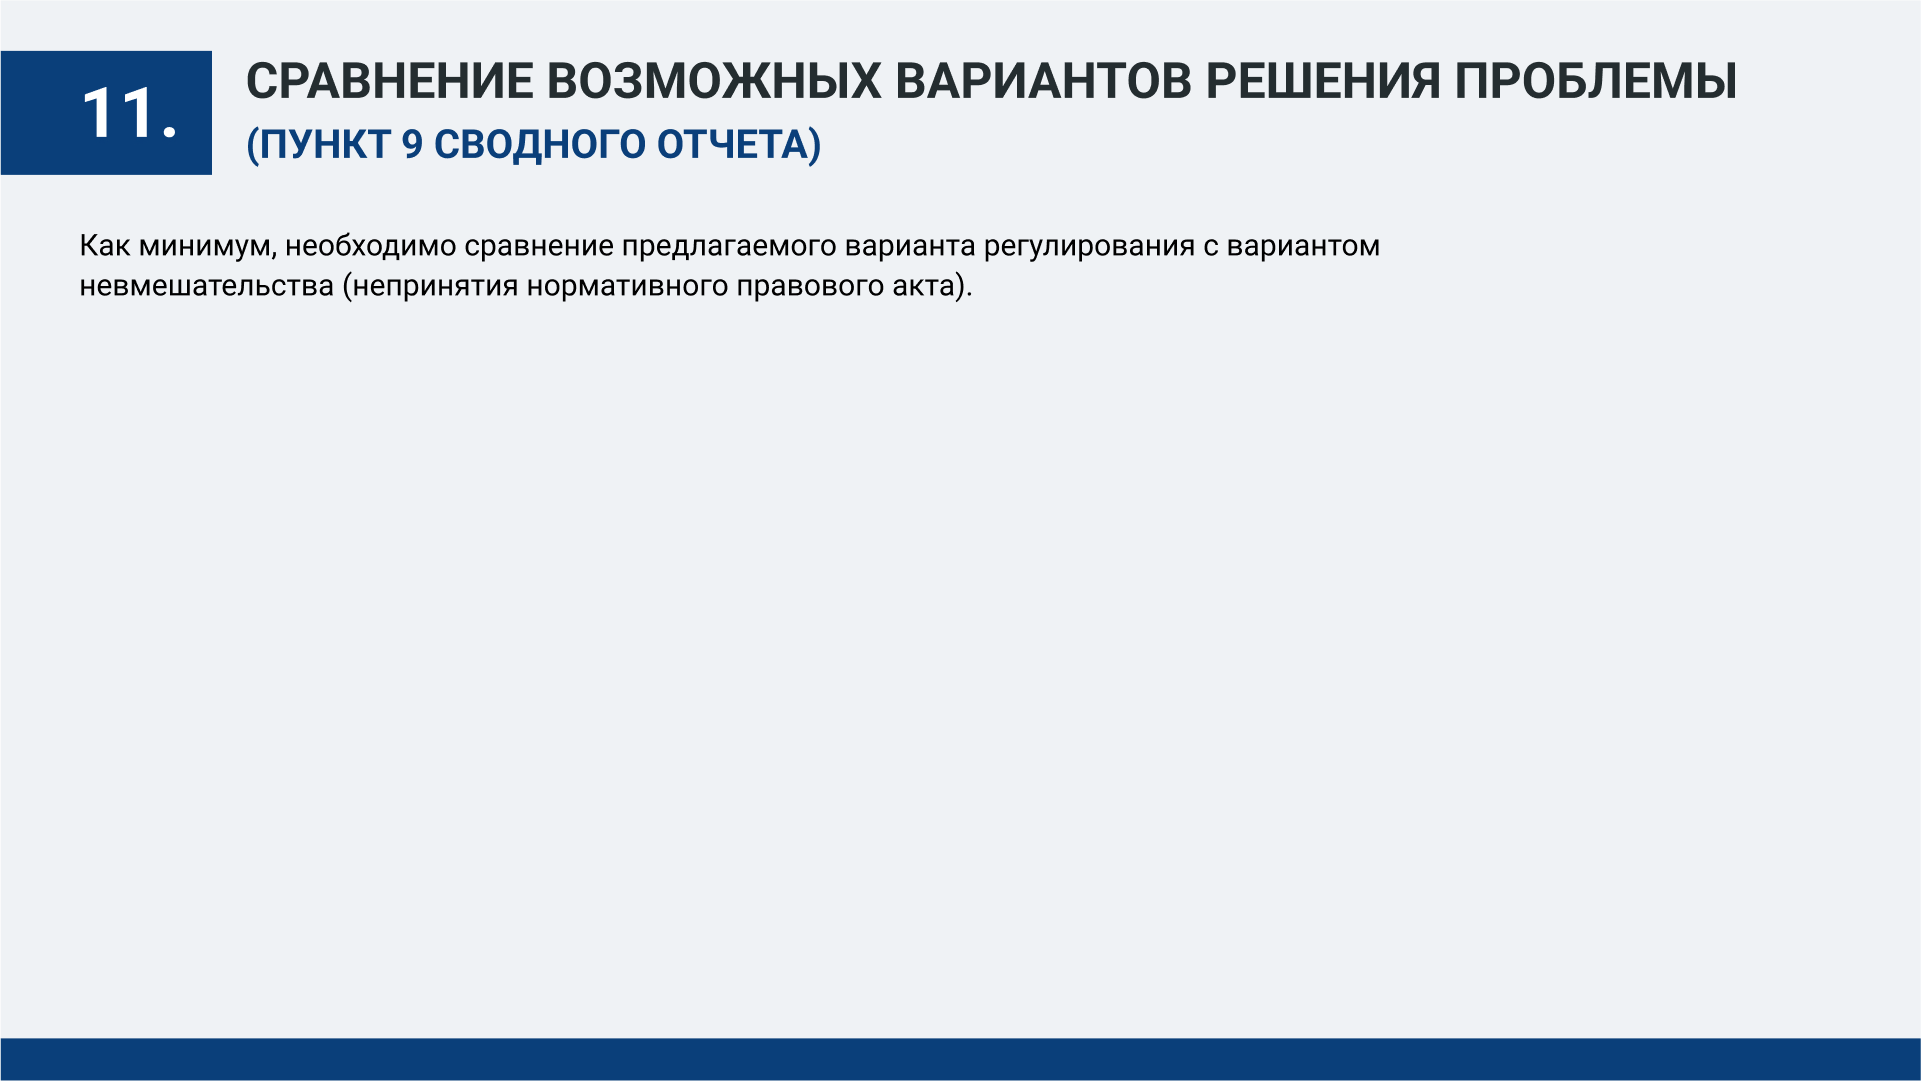 11.
СРАВНЕНИЕ ВОЗМОЖНЫХ ВАРИАНТОВ РЕШЕНИЯ ПРОБЛЕМЫ
(ПУНКТ 9 СВОДНОГО ОТЧЕТА)
Как минимум, необходимо сравнение предлагаемого варианта регулирования с вариантом
невмешательства (непринятия нормативного правового акта).